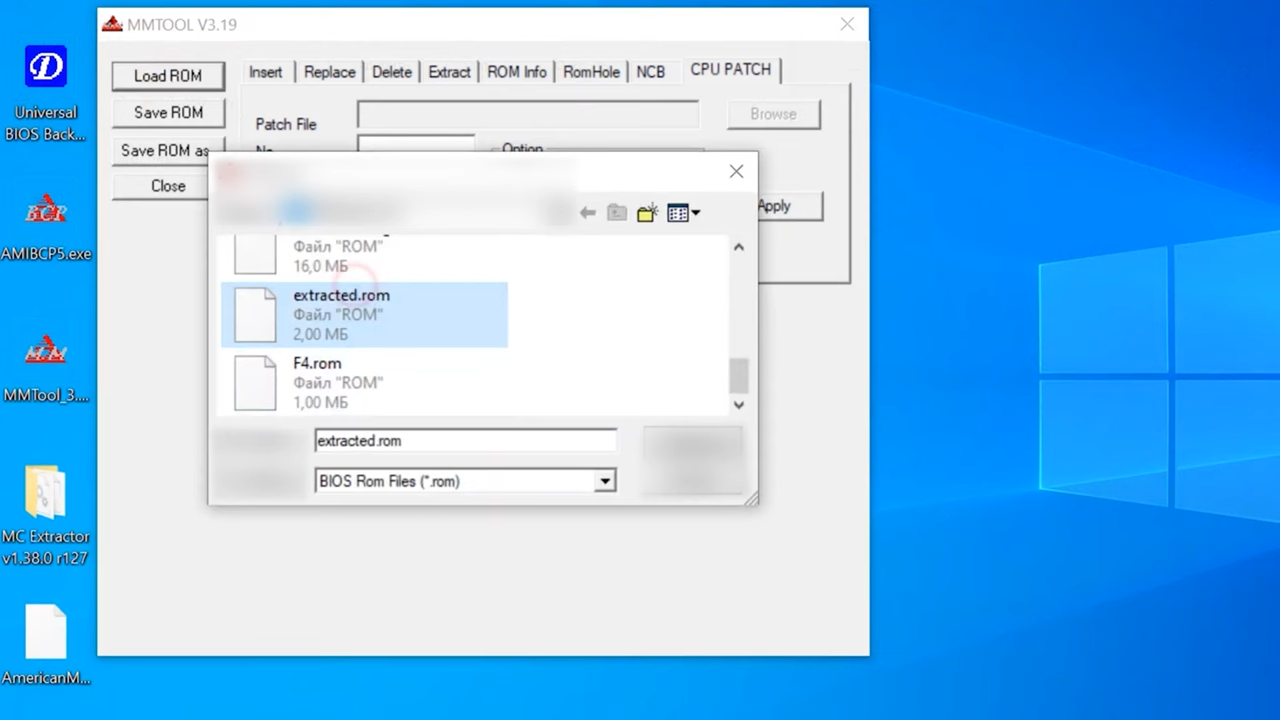 MMTOOL V3.19
Load ROM
Save ROM
Save ROM as
Close
Insert
Replace
Delete
Extract
ROM Info
RomHole
NCB
CPU PATCH
Patch File
Browse
Option
Apply
Файл "ROM"
16,0 МБ
extracted.rom
Файл "ROM"
2,00 МБ
F4.rom
Файл "ROM"
1,00 МБ
extracted.rom
BIOS Rom Files (*.rom)
Universal
BIOS Back...
BCP
AMIBCP5.exe
MMTool_3....
MC Extractor
v1.38.0 r127
AmericanM...